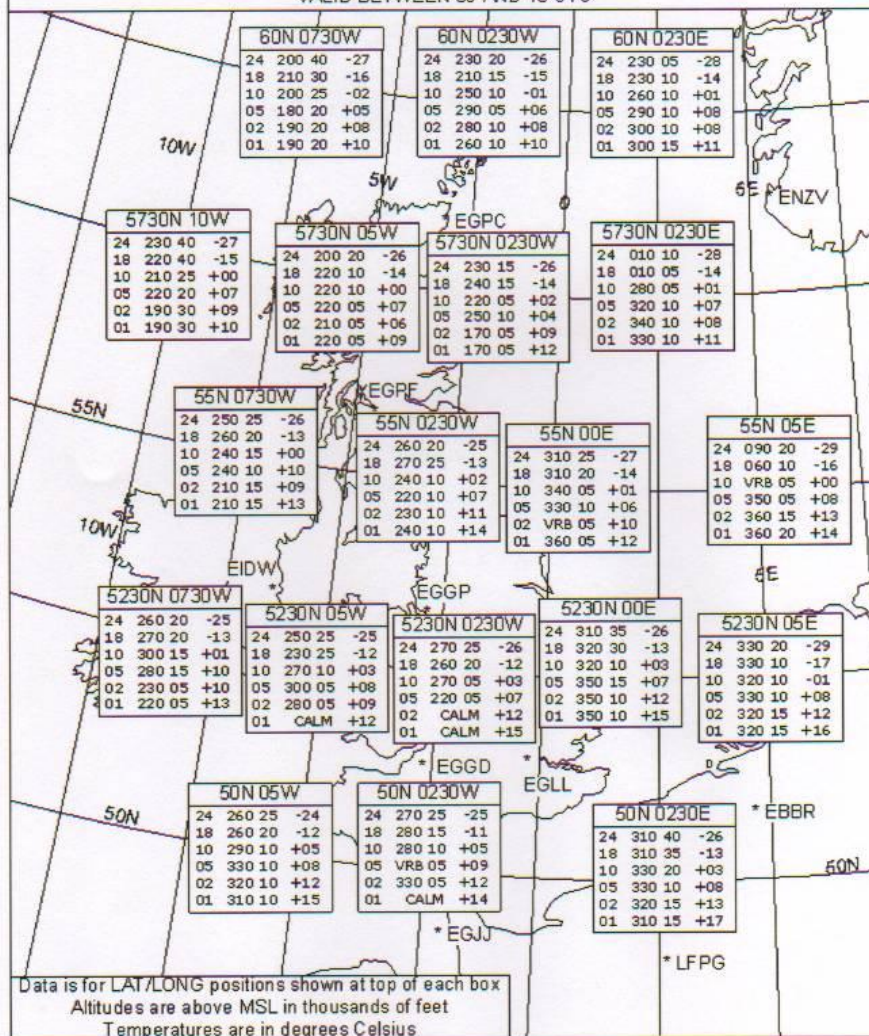 60N 0730W
24 200 40 -27
18 210 30 -16
10 200 25 -02
05 180 20 +05
02 190 20 +08
01 190 20 +10
60N 0230W
24 230 20 -26
18 210 15 -15
10 250 10 -01
05 290 05 +06
02 280 10 +08
01 260 10 +10
60N 0230E
24 230 05 -28
18 230 10 -14
10 260 10 +01
05 290 10 +08
02 300 10 +08
01 300 15 +11
10W
5W
0
5E
ENZV
EGPC
5730N 10W
24 230 40 -27
18 220 40 -15
10 210 25 +00
05 220 20 +07
02 190 30 +09
01 190 30 +10
5730N 05W
24 200 20 -26
18 220 10 -14
10 220 10 +00
05 220 05 +07
02 210 05 +06
01 220 05 +09
5730N 0230W
24 230 15 -26
18 240 15 -14
10 220 05 +02
05 250 10 +04
02 170 05 +09
01 170 05 +12
5730N 0230E
24 010 10 -28
18 010 05 -14
10 280 05 +01
05 320 10 +07
02 340 10 +08
01 330 10 +11
EGPF
55N
55N 0730W
24 250 25 -26
18 260 20 -13
10 240 15 +00
05 240 10 +10
02 210 15 +09
01 210 15 +13
55N 0230W
24 260 20 -25
18 270 25 -13
10 240 10 +02
05 220 10 +07
02 230 10 +11
01 240 10 +14
55N 00E
24 310 25 -27
18 310 20 -14
10 340 05 +01
05 330 10 +06
02 VRB 05 +10
01 360 05 +12
55N 05E
24 090 20 -29
18 060 10 -16
10 VRB 05 +00
05 350 05 +08
02 360 15 +13
01 360 20 +14
10W
EIDW
*
EGGP
*
5E
5230N 0730W
24 260 20 -25
18 270 20 -13
10 300 15 +01
05 280 15 +10
02 230 05 +10
01 220 05 +13
5230N 05W
24 250 25 -25
18 230 25 -12
10 270 10 +03
05 300 05 +08
02 280 05 +09
01 CALM +12
5230N 0230W
24 270 25 -26
18 260 20 -12
10 270 05 +03
05 220 05 +07
02 CALM +12
01 CALM +15
5230N 00E
24 310 35 -26
18 320 30 -13
10 320 10 +03
05 350 15 +07
02 350 10 +12
01 350 10 +15
5230N 05E
24 330 20 -29
18 330 10 -17
10 320 10 -01
05 330 10 +08
02 320 15 +12
01 320 15 +16
* EGGD
*
EGLL
50N
50N 05W
24 260 25 -24
18 260 20 -12
10 290 10 +05
05 330 10 +08
02 320 10 +12
01 310 10 +15
50N 0230W
24 270 25 -25
18 280 15 -11
10 280 10 +05
05 VRB 05 +09
02 330 05 +12
01 CALM +14
50N 0230E
24 310 40 -26
18 310 35 -13
10 330 20 +03
05 330 10 +08
02 320 15 +13
01 310 15 +17
* EBBR
50N
* EGJJ
* LFPG
Data is for LAT/LONG positions shown at top of each box
Altitudes are above MSL in thousands of feet
Temperatures are in degrees Celsius